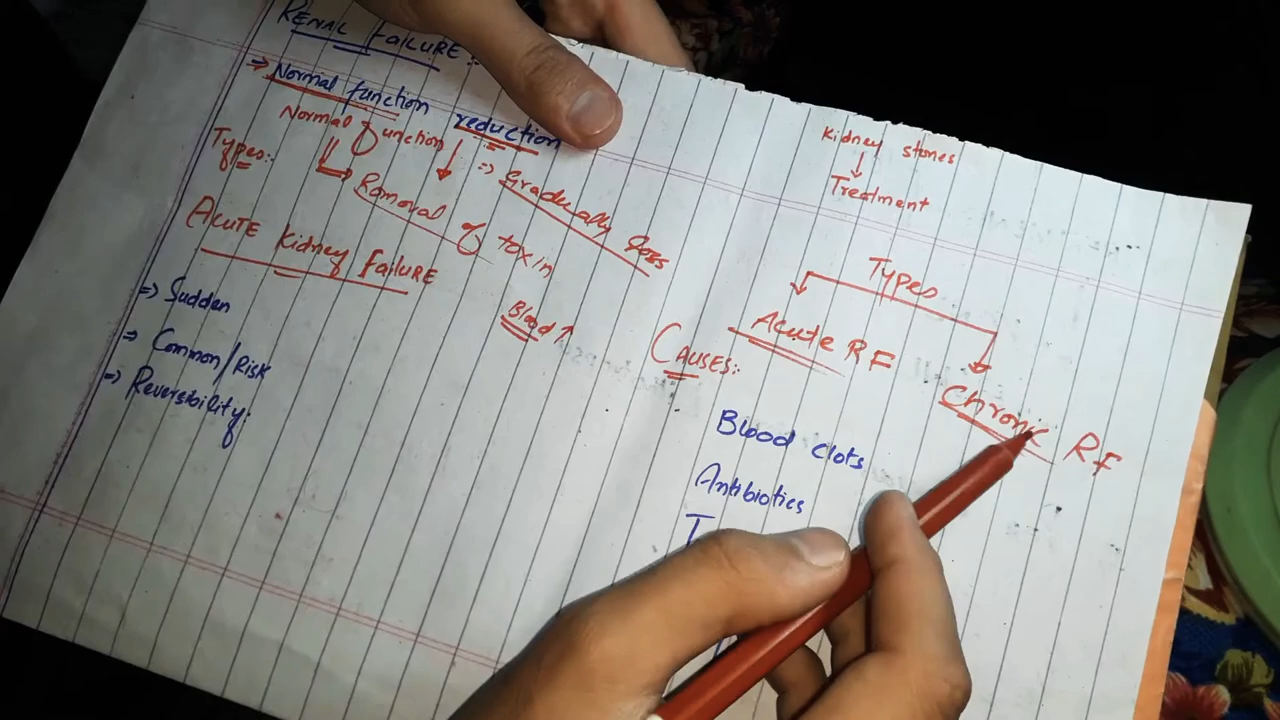 RENAL FAILURE:
⇒ Normal function reduction
Normal function
⇒ Gradually loss
Types:
Removal of toxin
ACUTE Kidney FAILURE
Blood ↑
⇒ Sudden
⇒ Common/Risk
⇒ Reversibility:
Kidney stones
↓
Treatment
Types
Acute RF
Chronic RF
CAUSES:
Blood clots
Antibiotics